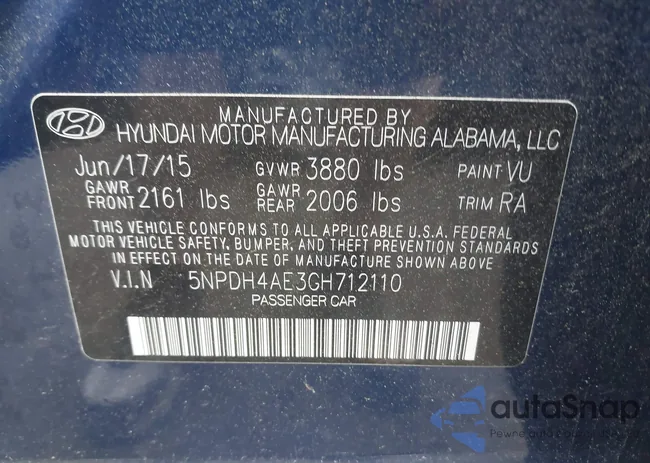 MANUFACTURED BY
HYUNDAI MOTOR MANUFACTURING ALABAMA, LLC
Jun/17/15 GVWR 3880 lbs PAINT VU
GAWR FRONT 2161 lbs GAWR REAR 2006 lbs TRIM RA
THIS VEHICLE CONFORMS TO ALL APPLICABLE U.S.A. FEDERAL
MOTOR VEHICLE SAFETY, BUMPER, AND THEFT PREVENTION STANDARDS
IN EFFECT ON THE DATE OF MANUFACTURE SHOWN ABOVE.
V.I.N 5NPDH4AE3GH712110
PASSENGER CAR
autaSnap